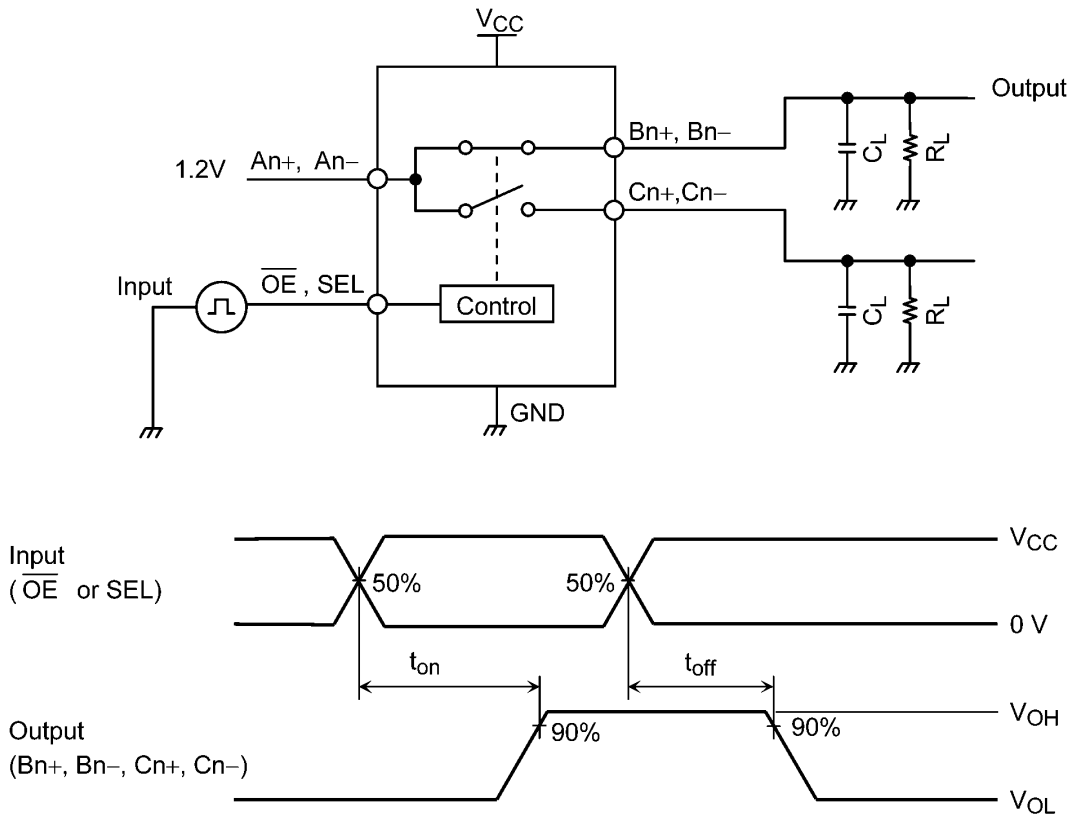 VCC
Output
1.2V
An+, An−
Bn+, Bn−
CL
RL
Cn+,Cn−
Input
OE , SEL
Control
CL
RL
GND
Input
( OE or SEL)
50%
50%
VCC
0 V
ton
toff
Output
(Bn+, Bn−, Cn+, Cn−)
90%
90%
VOH
VOL